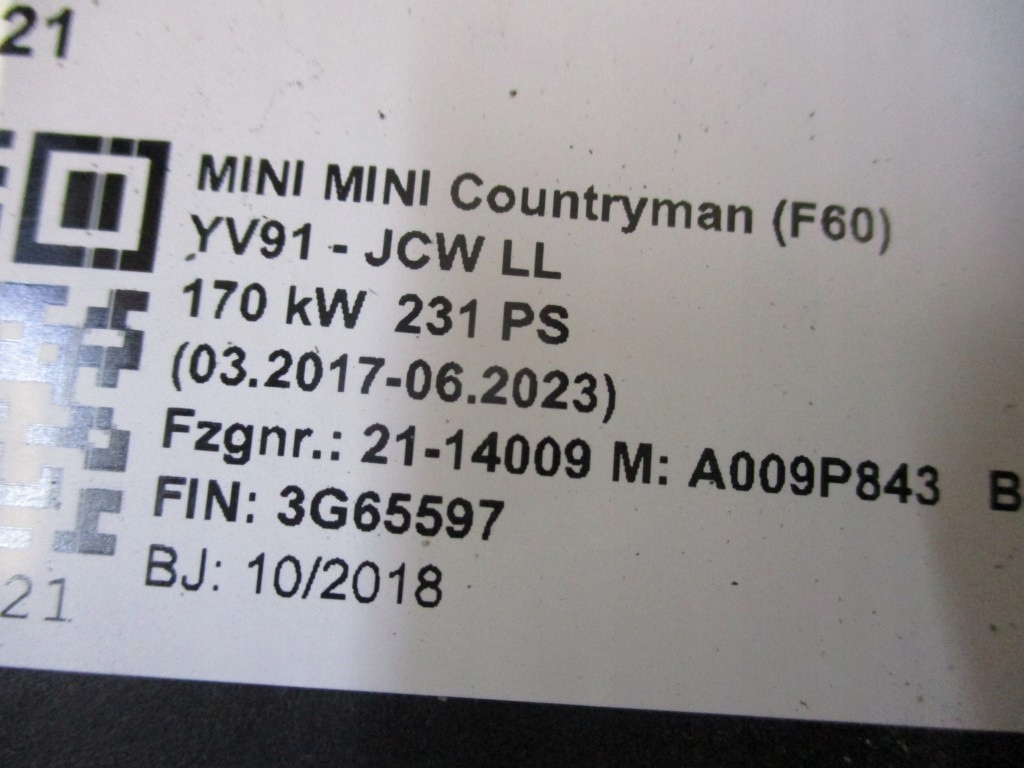 21
MINI MINI Countryman (F60)
YV91 - JCW LL
170 kW 231 PS
(03.2017-06.2023)
Fzgnr.: 21-14009 M: A009P843 B
FIN: 3G65597
BJ: 10/2018
21